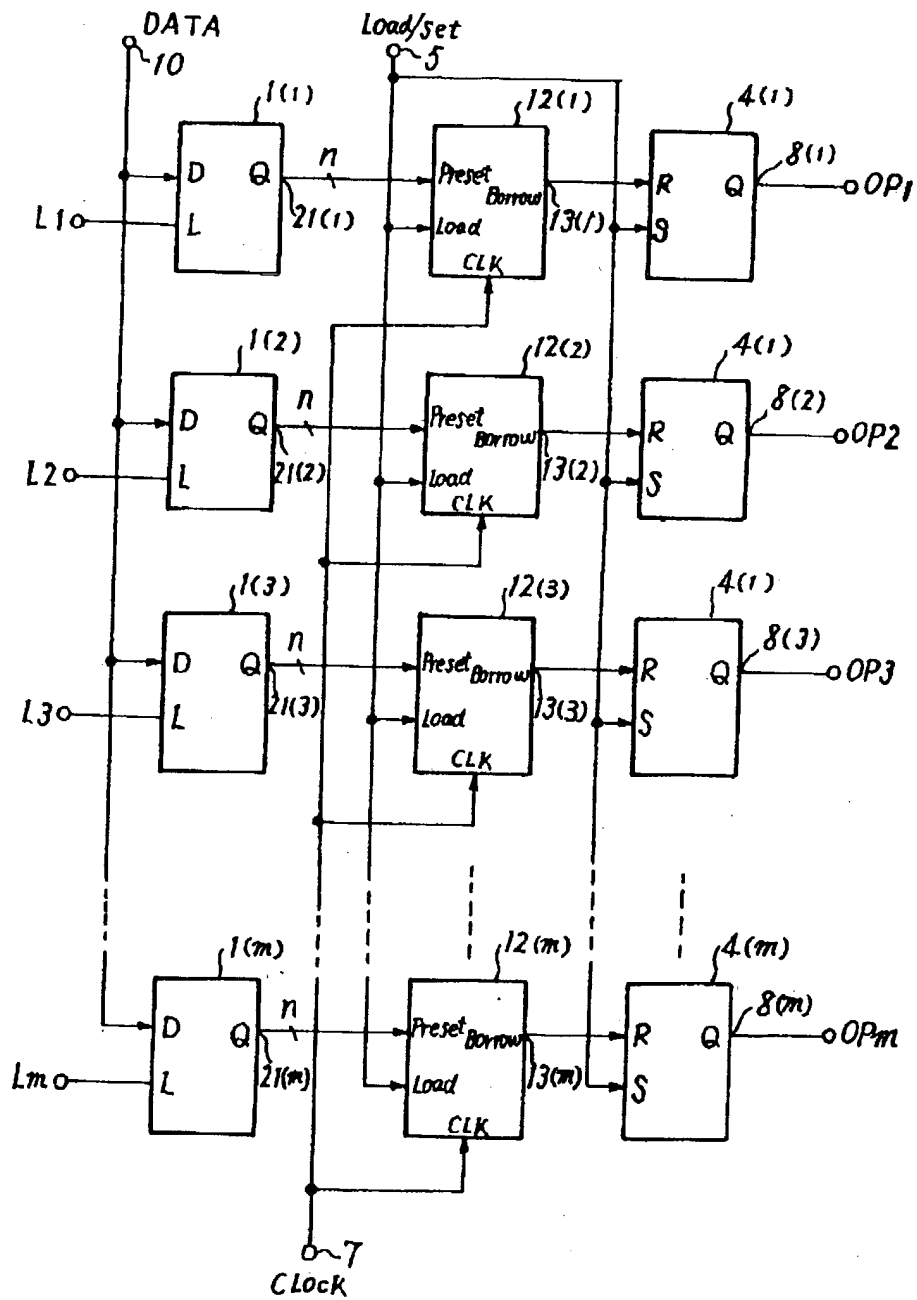 DATA
10
Load/set
5
1(1)
12(1)
4(1)
D
Q
L
L1
n
21(1)
Preset
Borrow
Load
CLK
13(1)
R
Q
S
8(1)
OP1
1(2)
12(2)
4(1)
D
Q
L
L2
n
21(2)
Preset
Borrow
Load
CLK
13(2)
R
Q
S
8(2)
OP2
1(3)
12(3)
4(1)
D
Q
L
L3
n
21(3)
Preset
Borrow
Load
CLK
13(3)
R
Q
S
8(3)
OP3
1(m)
12(m)
4(m)
D
Q
L
Lm
n
21(m)
Preset
Borrow
Load
CLK
13(m)
R
Q
S
8(m)
OPm
7
CLocK